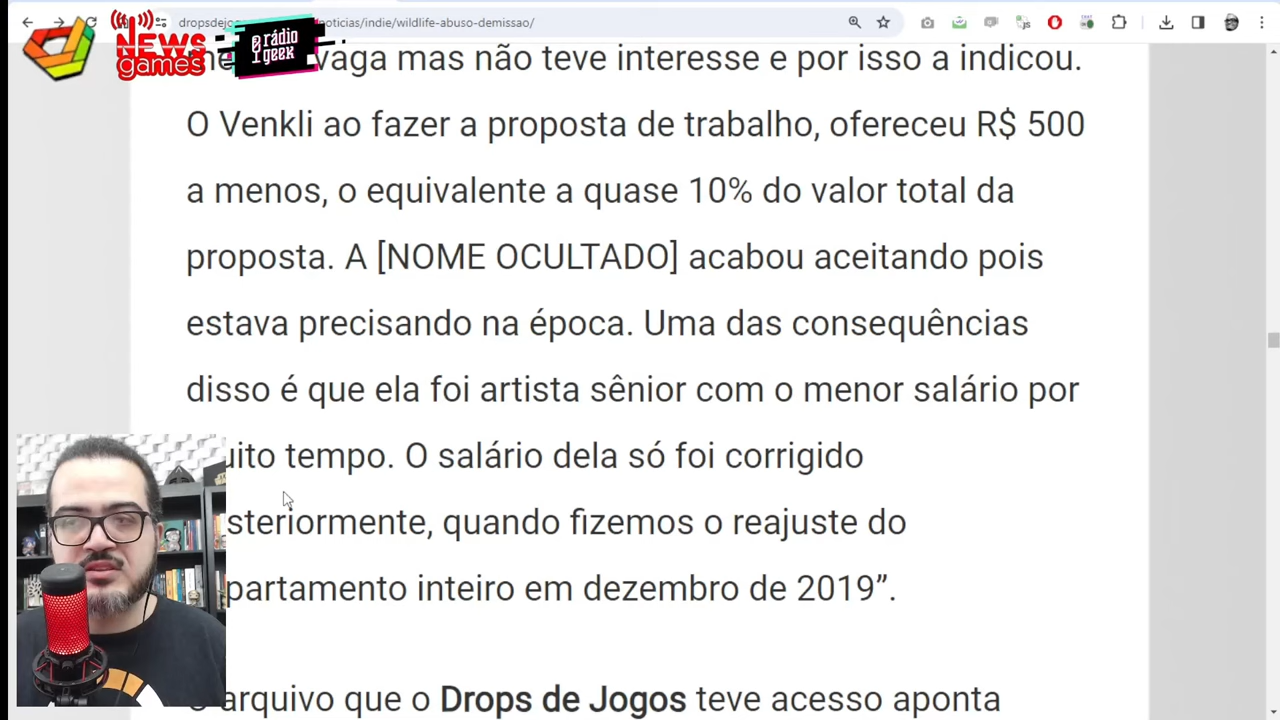 dropsdejo
noticias/indie/wildlife-abuso-demissao/
NEWS
games
rádio
geek
vaga mas não teve interesse e por isso a indicou.
O Venkli ao fazer a proposta de trabalho, ofereceu R$ 500
a menos, o equivalente a quase 10% do valor total da
proposta. A [NOME OCULTADO] acabou aceitando pois
estava precisando na época. Uma das consequências
disso é que ela foi artista sênior com o menor salário por
uito tempo. O salário dela só foi corrigido
steriormente, quando fizemos o reajuste do
partamento inteiro em dezembro de 2019”.
arquivo que o Drops de Jogos teve acesso aponta